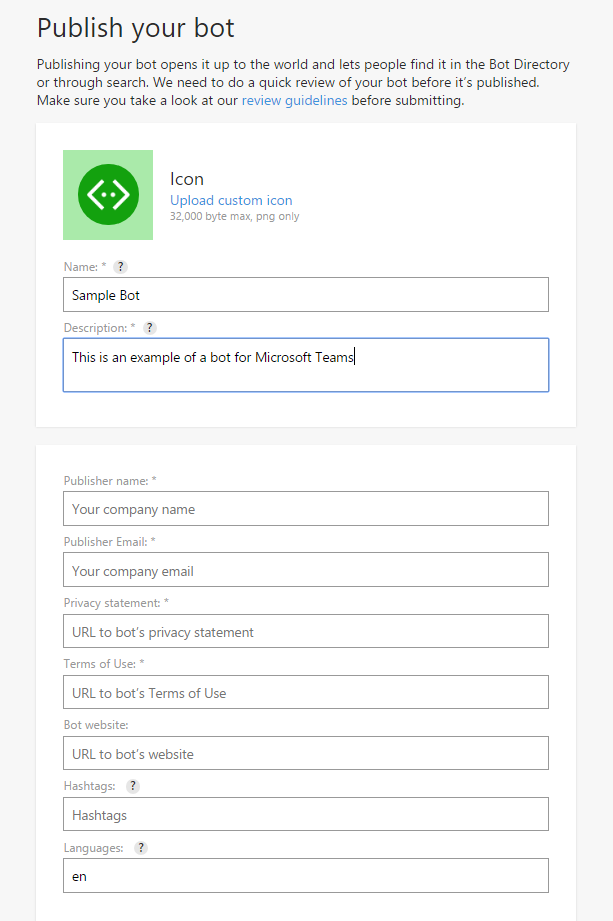 Publish your bot
Publishing your bot opens it up to the world and lets people find it in the Bot Directory
or through search. We need to do a quick review of your bot before it’s published.
Make sure you take a look at our review guidelines before submitting.
Icon
Upload custom icon
32,000 byte max, png only
Name: * ?
Sample Bot
Description: * ?
This is an example of a bot for Microsoft Teams
Publisher name: *
Your company name
Publisher Email: *
Your company email
Privacy statement: *
URL to bot’s privacy statement
Terms of Use: *
URL to bot’s Terms of Use
Bot website:
URL to bot’s website
Hashtags: ?
Hashtags
Languages: ?
en